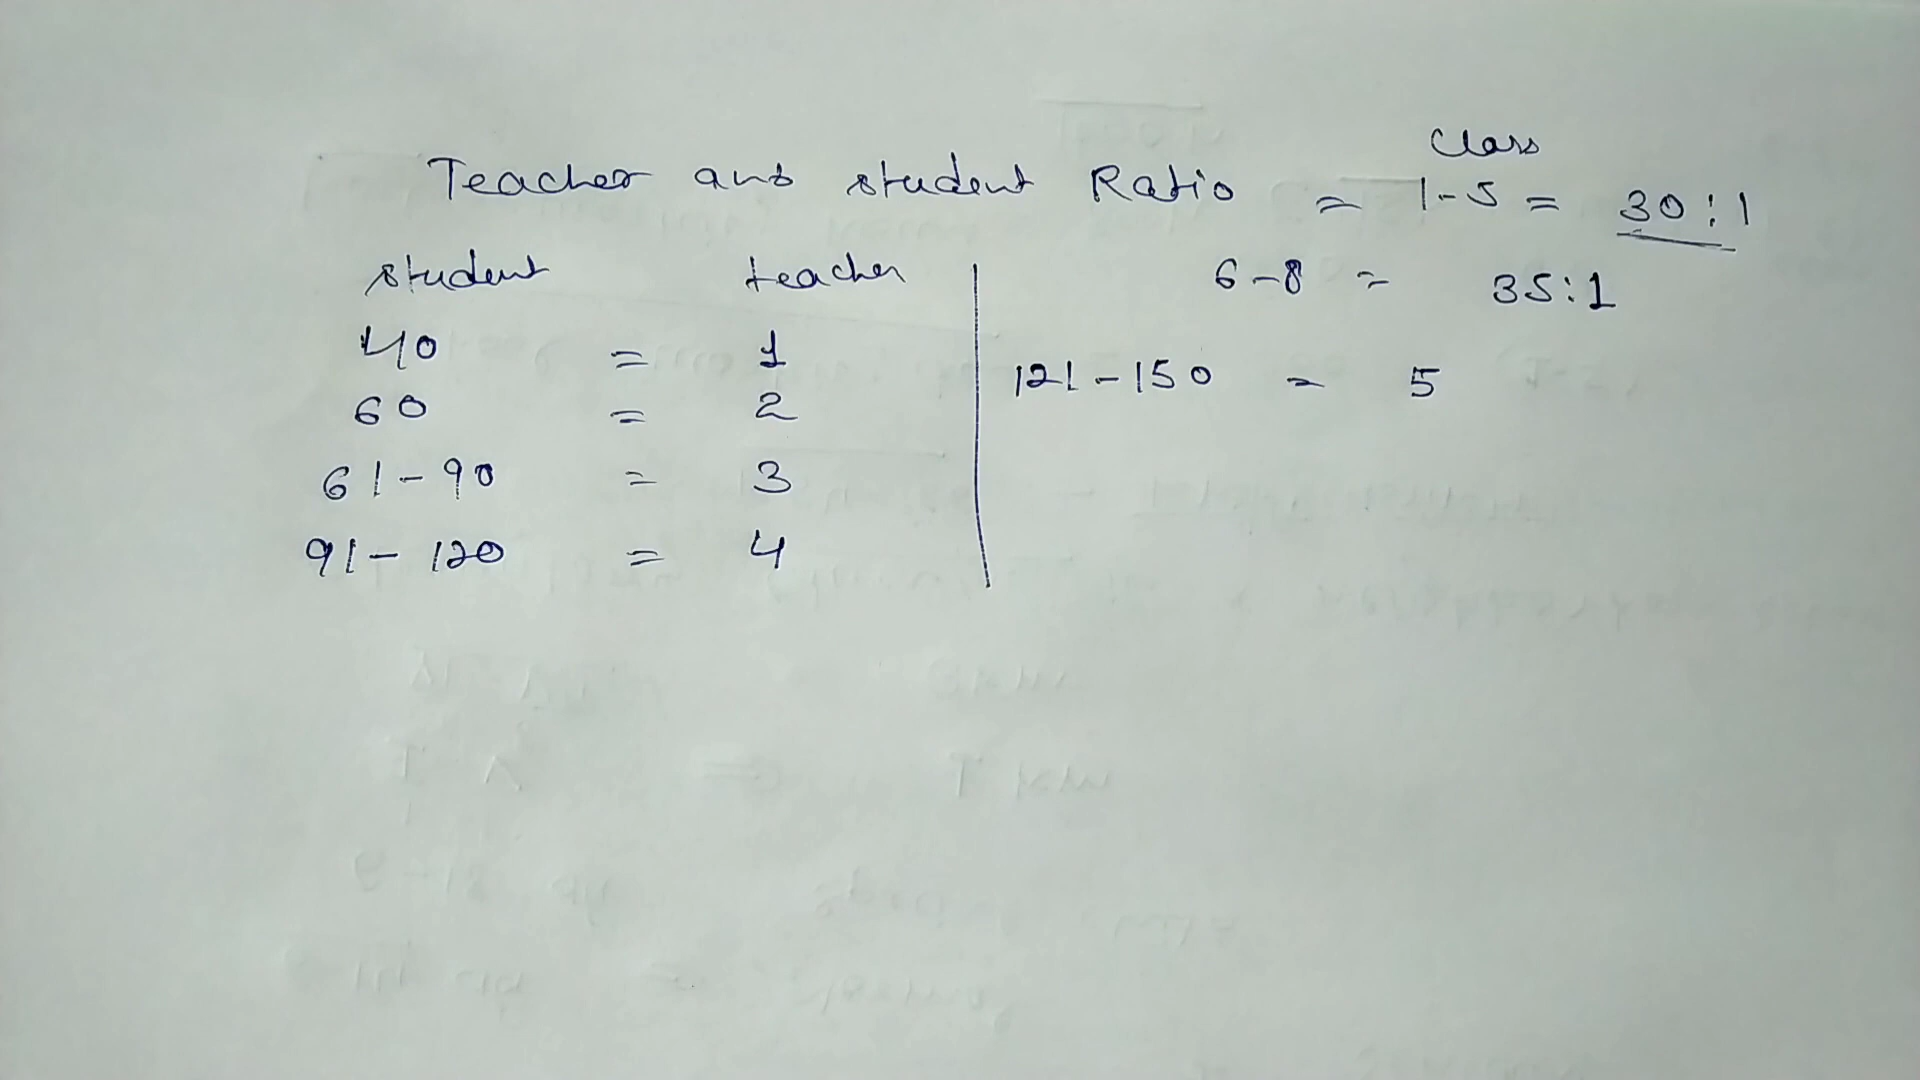 Class
Teacher and student Ratio = 1-5 = 30:1
6-8 = 35:1
student teacher
40 = 1
60 = 2
61-90 = 3
91-120 = 4
121-150 = 5